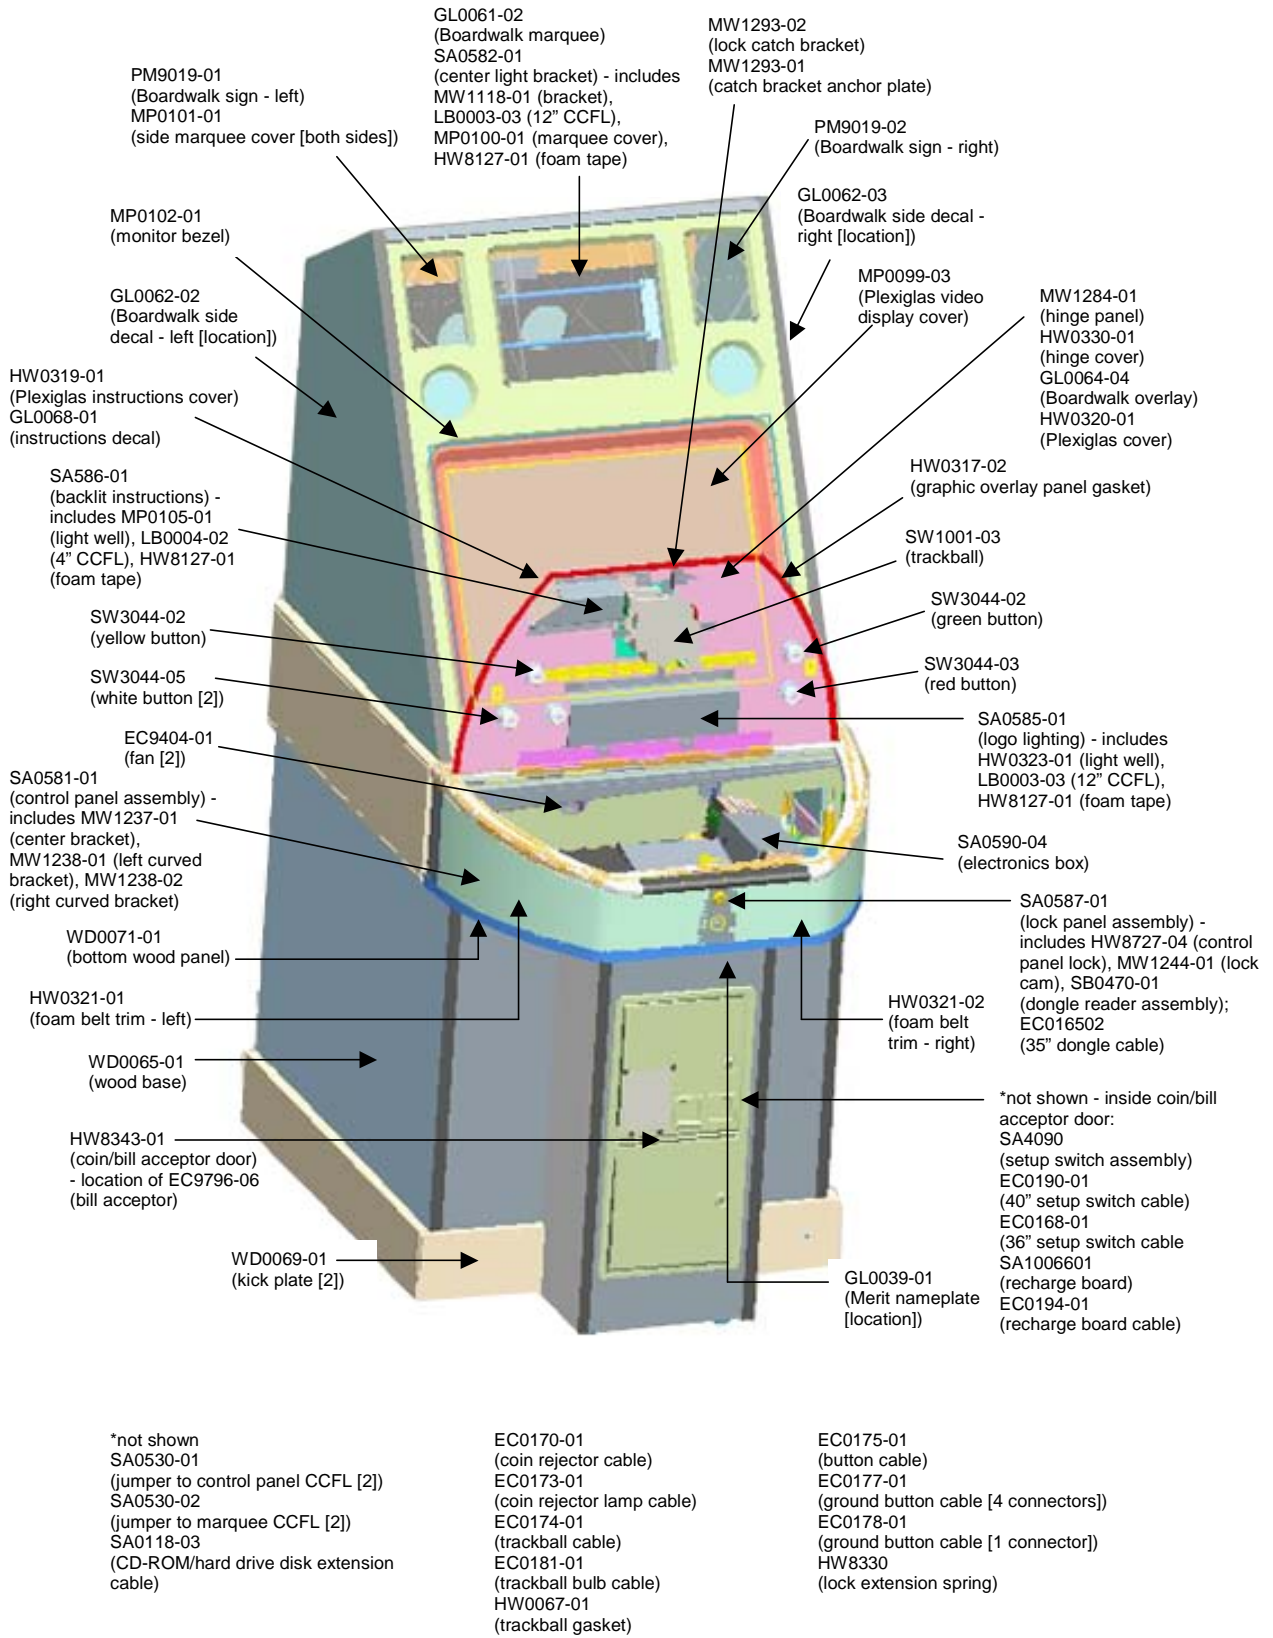 GL0061-02
(Boardwalk marquee)
SA0582-01
(center light bracket) - includes
MW1118-01 (bracket),
LB0003-03 (12” CCFL),
MP0100-01 (marquee cover),
HW8127-01 (foam tape)
MW1293-02
(lock catch bracket)
MW1293-01
(catch bracket anchor plate)
PM9019-01
(Boardwalk sign - left)
MP0101-01
(side marquee cover [both sides])
PM9019-02
(Boardwalk sign - right)
MP0102-01
(monitor bezel)
GL0062-03
(Boardwalk side decal -
right [location])
GL0062-02
(Boardwalk side
decal - left [location])
MP0099-03
(Plexiglas video
display cover)
MW1284-01
(hinge panel)
HW0330-01
(hinge cover)
GL0064-04
(Boardwalk overlay)
HW0320-01
(Plexiglas cover)
HW0319-01
(Plexiglas instructions cover)
GL0068-01
(instructions decal)
SA586-01
(backlit instructions) -
includes MP0105-01
(light well), LB0004-02
(4” CCFL), HW8127-01
(foam tape)
HW0317-02
(graphic overlay panel gasket)
SW1001-03
(trackball)
SW3044-02
(yellow button)
SW3044-02
(green button)
SW3044-05
(white button [2])
SW3044-03
(red button)
EC9404-01
(fan [2])
SA0585-01
(logo lighting) - includes
HW0323-01 (light well),
LB0003-03 (12” CCFL),
HW8127-01 (foam tape)
SA0581-01
(control panel assembly) -
includes MW1237-01
(center bracket),
MW1238-01 (left curved
bracket), MW1238-02
(right curved bracket)
SA0590-04
(electronics box)
SA0587-01
(lock panel assembly) -
includes HW8727-04 (control
panel lock), MW1244-01 (lock
cam), SB0470-01
(dongle reader assembly);
EC016502
(35” dongle cable)
WD0071-01
(bottom wood panel)
HW0321-01
(foam belt trim - left)
HW0321-02
(foam belt
trim - right)
WD0065-01
(wood base)
*not shown - inside coin/bill
acceptor door:
SA4090
(setup switch assembly)
EC0190-01
(40” setup switch cable)
EC0168-01
(36” setup switch cable
SA1006601
(recharge board)
EC0194-01
(recharge board cable)
HW8343-01
(coin/bill acceptor door)
- location of EC9796-06
(bill acceptor)
WD0069-01
(kick plate [2])
GL0039-01
(Merit nameplate
[location])
*not shown
SA0530-01
(jumper to control panel CCFL [2])
SA0530-02
(jumper to marquee CCFL [2])
SA0118-03
(CD-ROM/hard drive disk extension
cable)
EC0170-01
(coin rejector cable)
EC0173-01
(coin rejector lamp cable)
EC0174-01
(trackball cable)
EC0181-01
(trackball bulb cable)
HW0067-01
(trackball gasket)
EC0175-01
(button cable)
EC0177-01
(ground button cable [4 connectors])
EC0178-01
(ground button cable [1 connector])
HW8330
(lock extension spring)